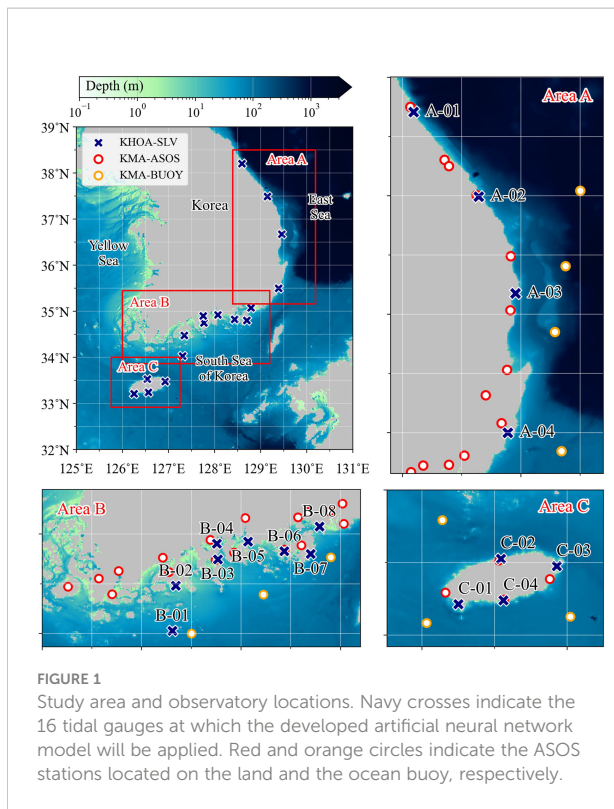 Depth (m)
10⁻¹ 10⁰ 10¹ 10² 10³
39°N
38°N
37°N
36°N
35°N
34°N
33°N
32°N
125°E 126°E 127°E 128°E 129°E 130°E 131°E
KHOA-SLV
KMA-ASOS
KMA-BUOY
Area A
Korea
East
Sea
Yellow
Sea
Area B
Area C
South Sea
of Korea
Area A
A-01
A-02
A-03
A-04
Area B
B-08
B-04
B-06
B-05
B-07
B-02
B-03
B-01
Area C
C-02
C-03
C-01
C-04
FIGURE 1
Study area and observatory locations. Navy crosses indicate the
16 tidal gauges at which the developed artificial neural network
model will be applied. Red and orange circles indicate the ASOS
stations located on the land and the ocean buoy, respectively.